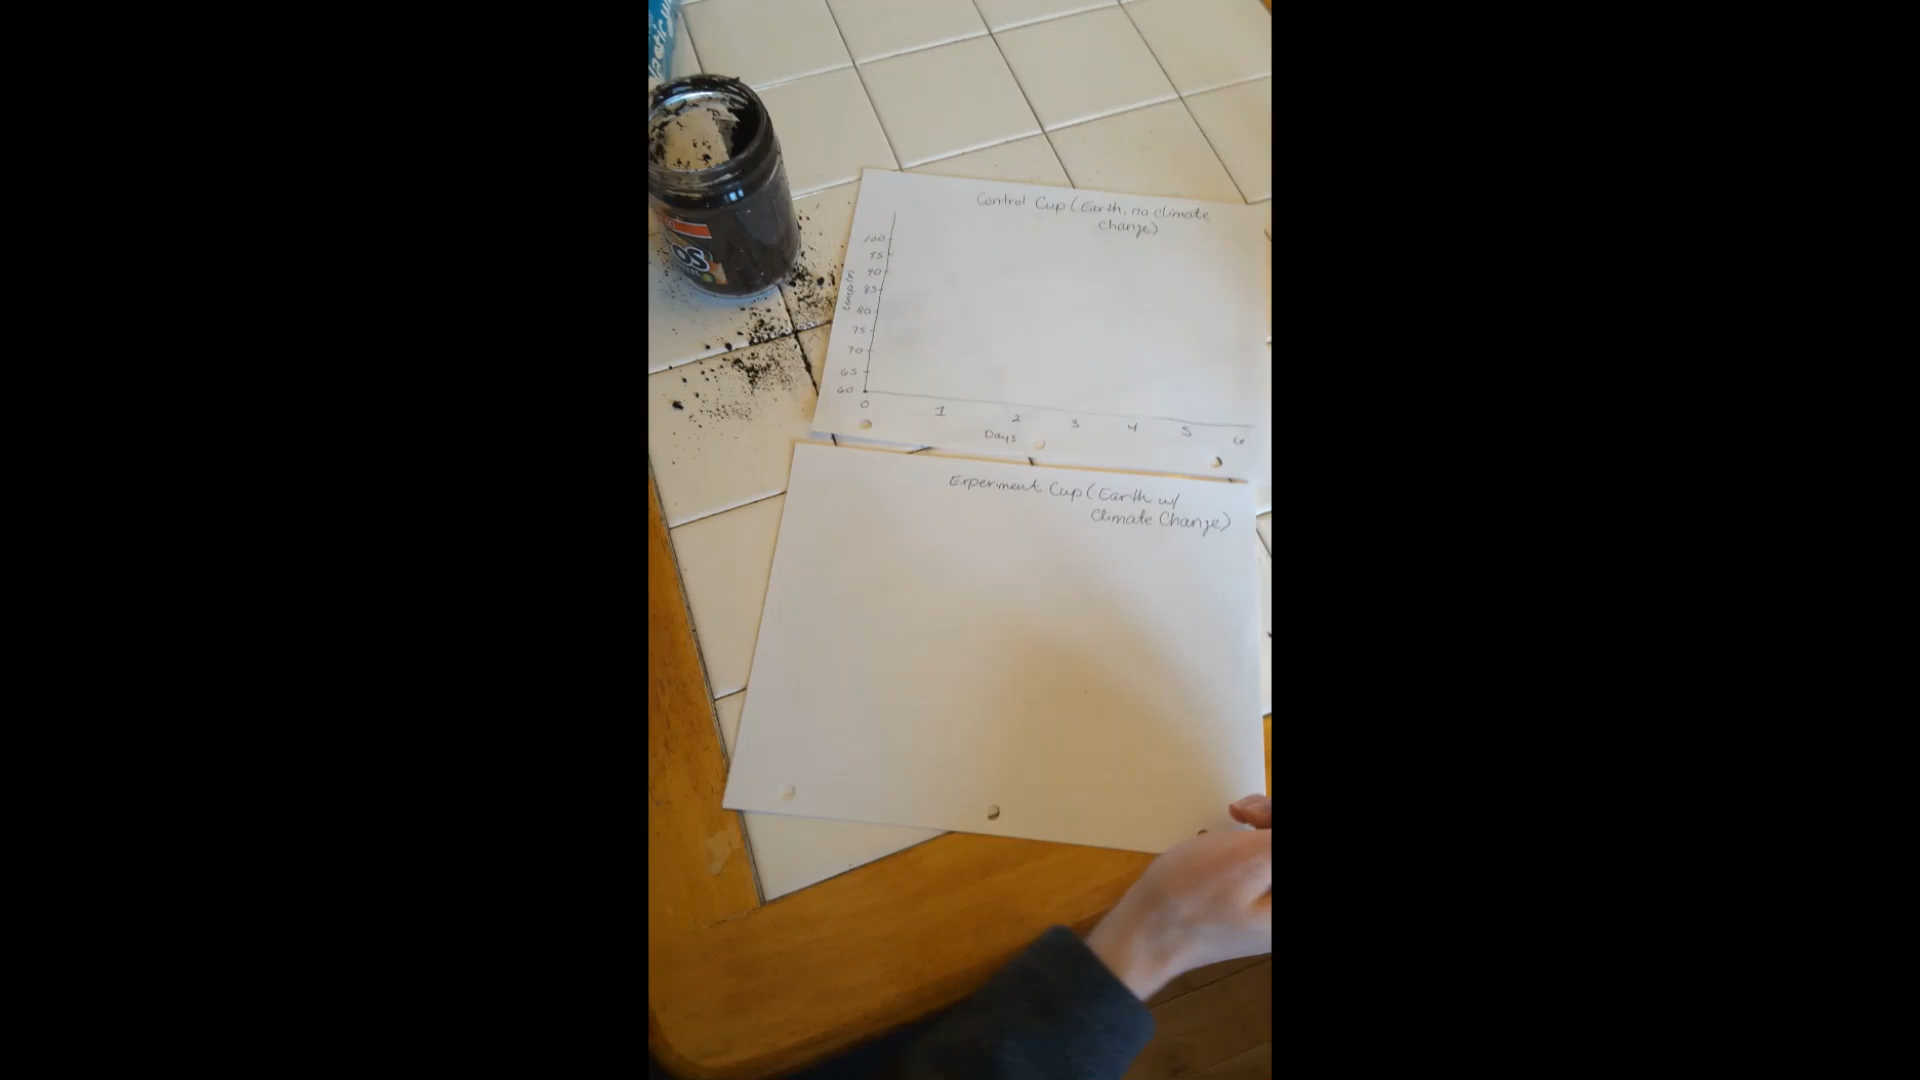 Control Cup (Earth, no climate
change)
100
95
90
85
80
75
70
65
60
temp (F)
0 1 2 3 4 5 6
Days
Experiment Cup (Earth w/
Climate Change)